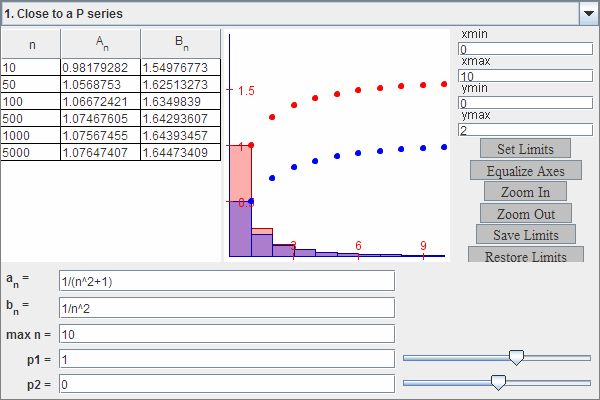 1. Close to a P series
n An Bn
10 0.98179282 1.54976773
50 1.0568753 1.62513273
100 1.06672421 1.6349839
500 1.07467605 1.64293607
1000 1.07567455 1.64393457
5000 1.07647407 1.64473409
1.5
1
0.5
3 6 9
xmin
0
xmax
10
ymin
0
ymax
2
Set Limits
Equalize Axes
Zoom In
Zoom Out
Save Limits
Restore Limits
an = 1/(n^2+1)
bn = 1/n^2
max n = 10
p1 = 1
p2 = 0